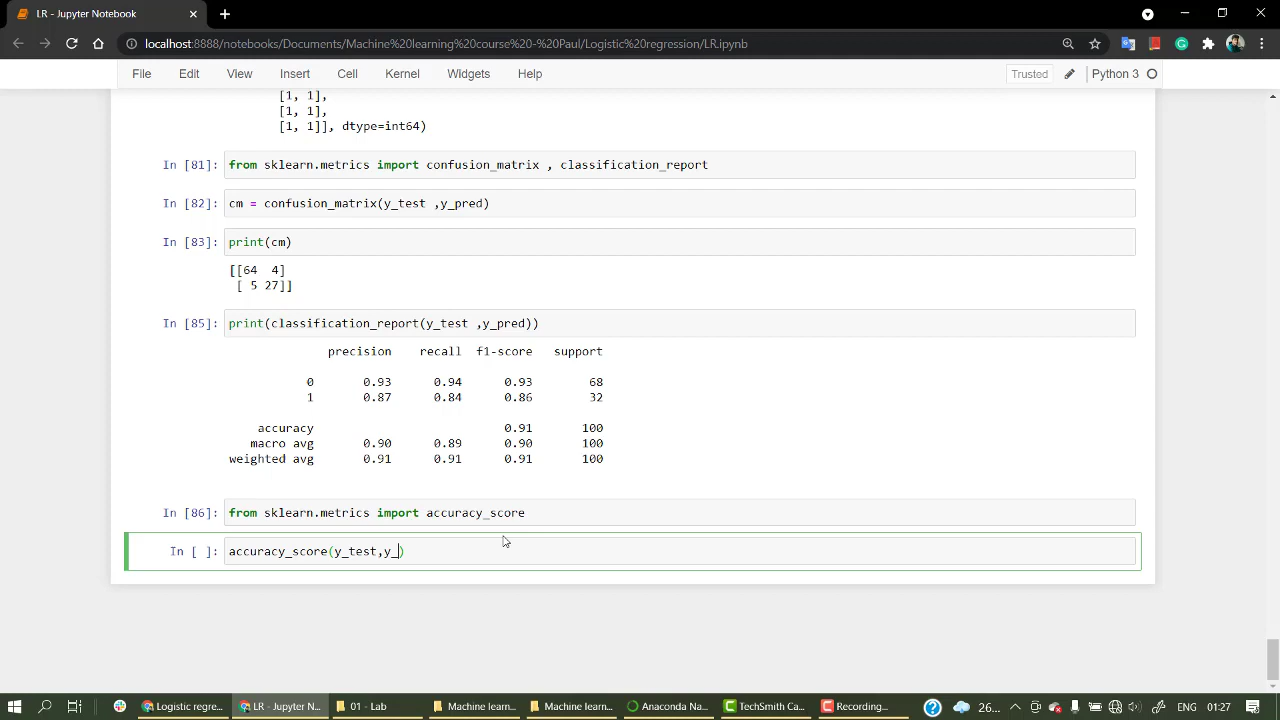 LR - Jupyter Notebook
localhost:8888/notebooks/Documents/Machine%20learning%20course%20-%20Paul/Logistic%20regression/LR.ipynb
File Edit View Insert Cell Kernel Widgets Help Trusted Python 3
[1, 1],
[1, 1],
[1, 1]], dtype=int64)
In [81]: from sklearn.metrics import confusion_matrix , classification_report
In [82]: cm = confusion_matrix(y_test ,y_pred)
In [83]: print(cm)
[[64 4]
[ 5 27]]
In [85]: print(classification_report(y_test ,y_pred))
precision recall f1-score support
0 0.93 0.94 0.93 68
1 0.87 0.84 0.86 32
accuracy 0.91 100
macro avg 0.90 0.89 0.90 100
weighted avg 0.91 0.91 0.91 100
In [86]: from sklearn.metrics import accuracy_score
In [ ]: accuracy_score(y_test,y_)
Logistic regre... LR - Jupyter N... 01 - Lab Machine learn... Machine learn... Anaconda Na... TechSmith Ca... Recording... 26... 01:27